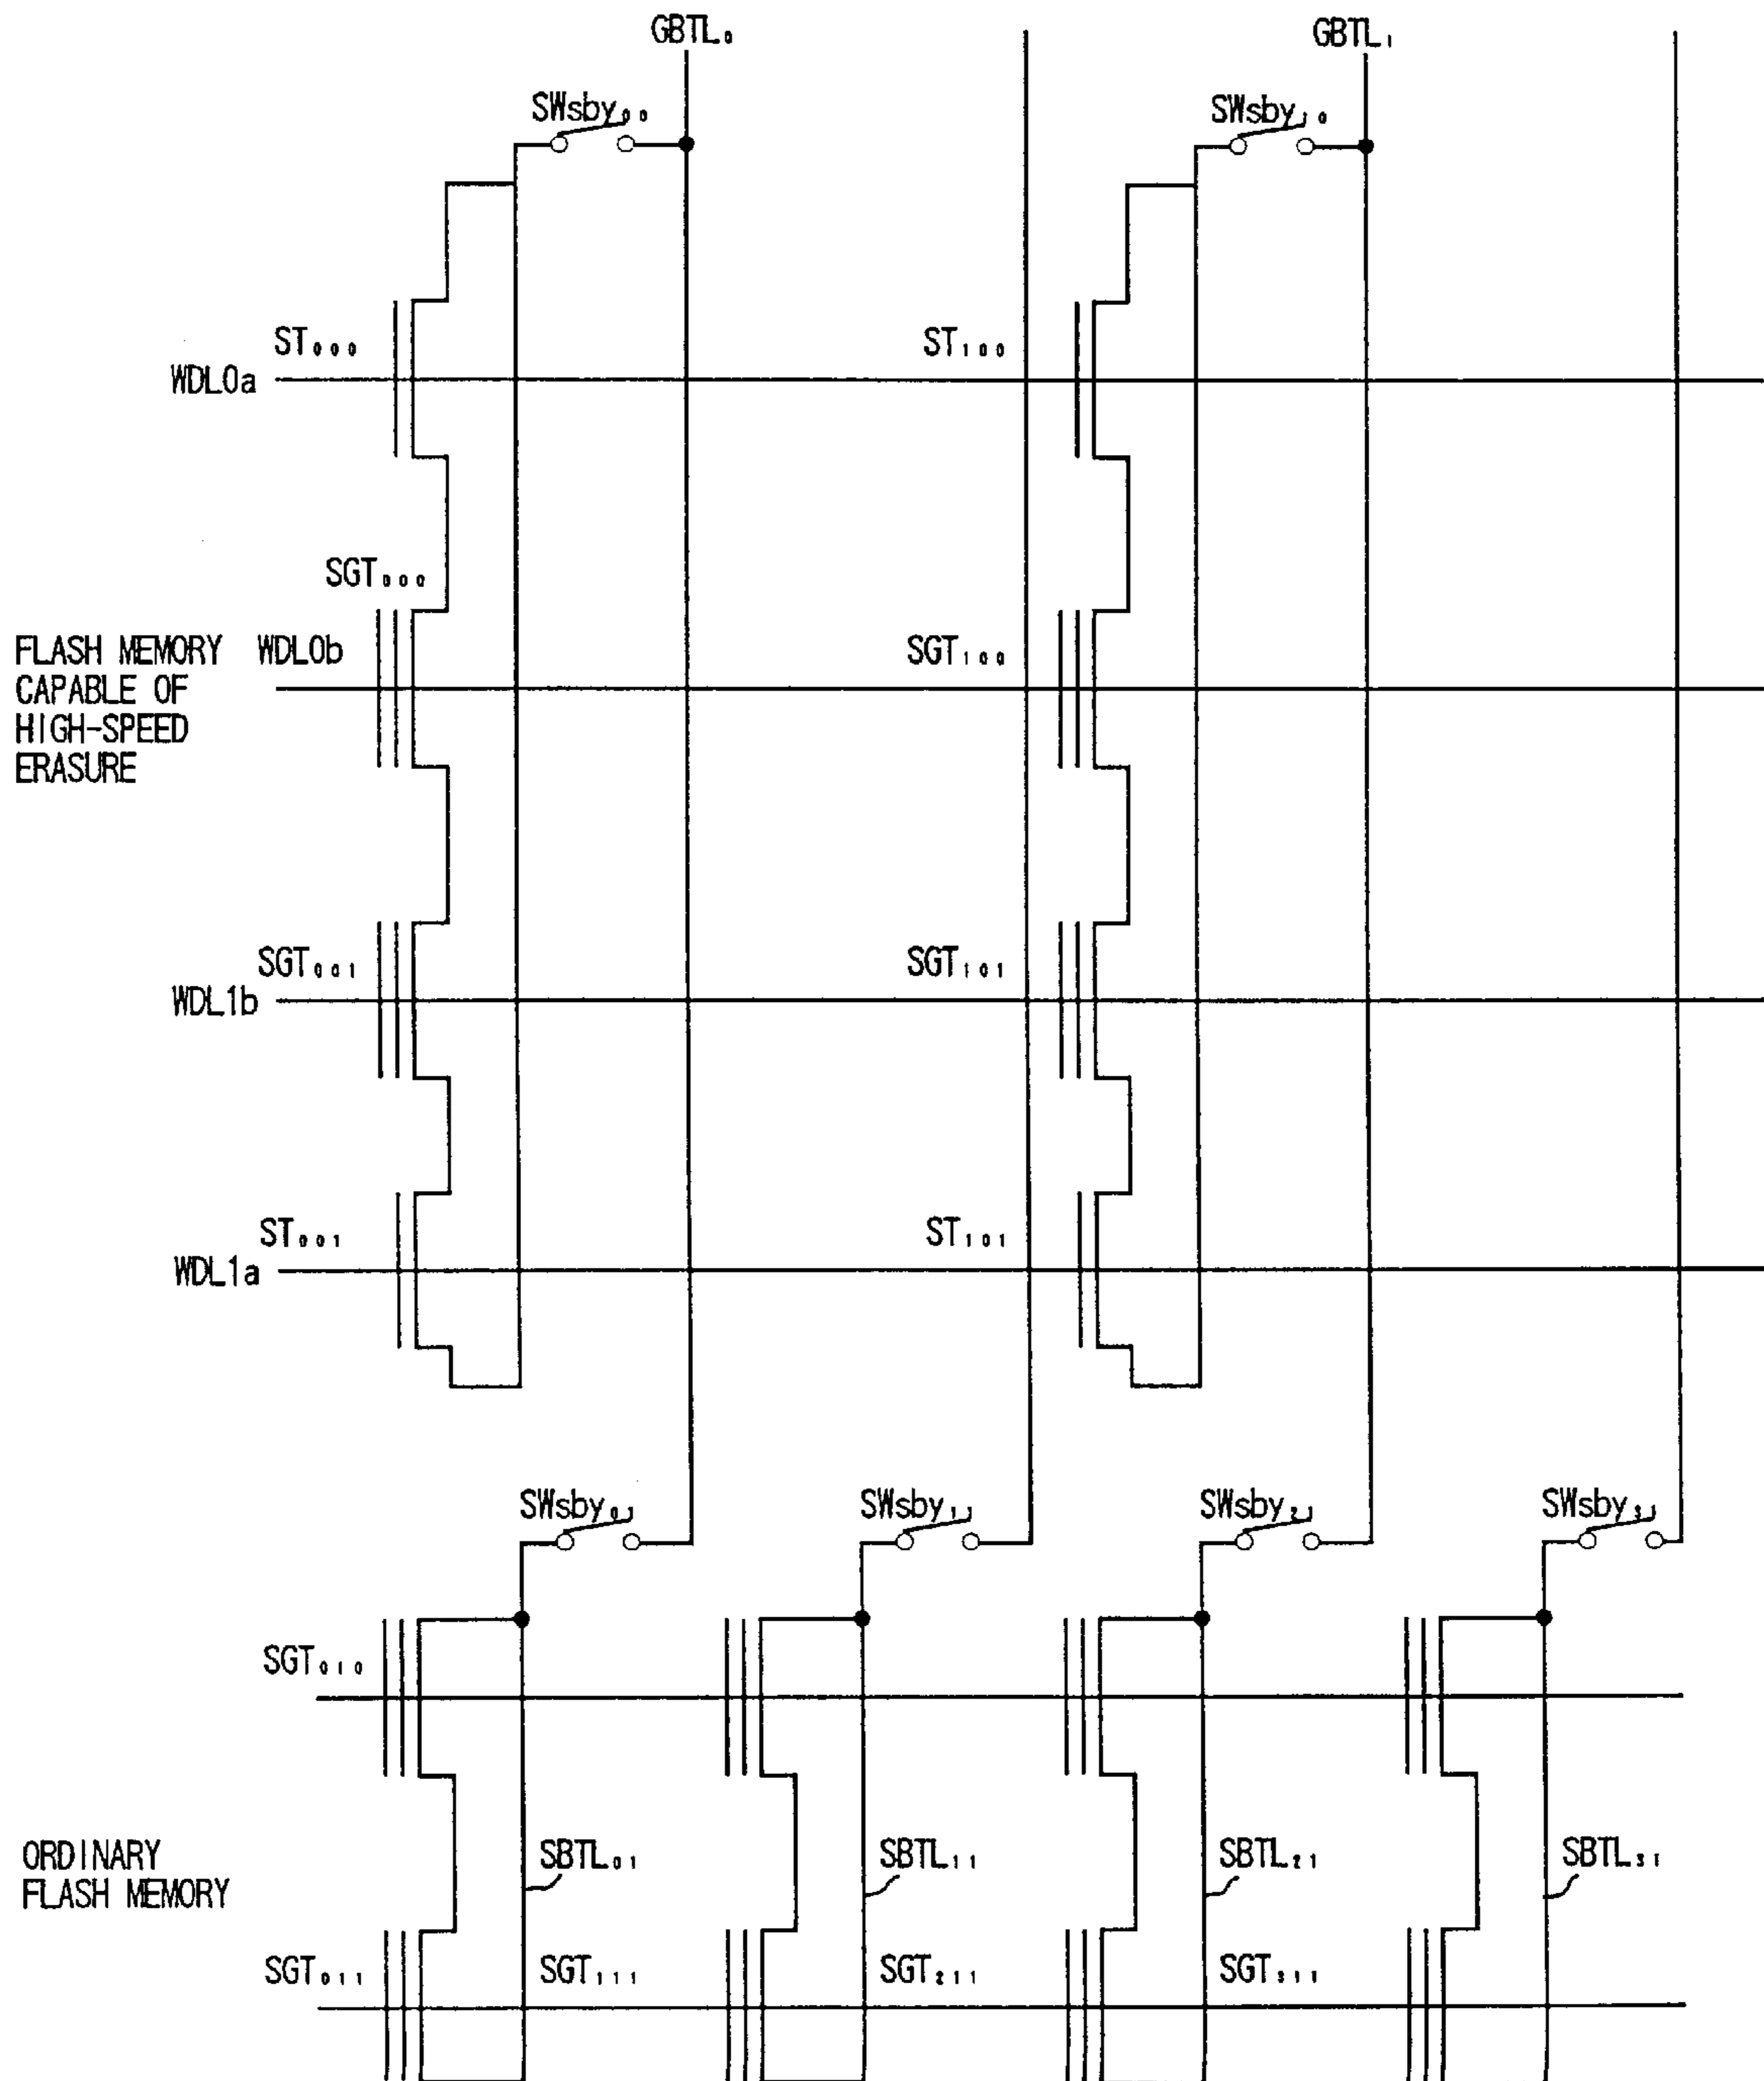 GBTL₀ GBTL₁
SWsby₀₀ SWsby₁₀
ST₀₀₀ ST₁₀₀
WDL0a
SGT₀₀₀
FLASH MEMORY
CAPABLE OF
HIGH-SPEED
ERASURE
WDL0b SGT₁₀₀
SGT₀₀₁ SGT₁₀₁
WDL1b
ST₀₀₁ ST₁₀₁
WDL1a
SWsby₀₁ SWsby₁₁ SWsby₂₁ SWsby₃₁
SGT₀₁₀
ORDINARY
FLASH MEMORY
SBTL₀₁ SBTL₁₁ SBTL₂₁ SBTL₃₁
SGT₀₁₁ SGT₁₁₁ SGT₂₁₁ SGT₃₁₁